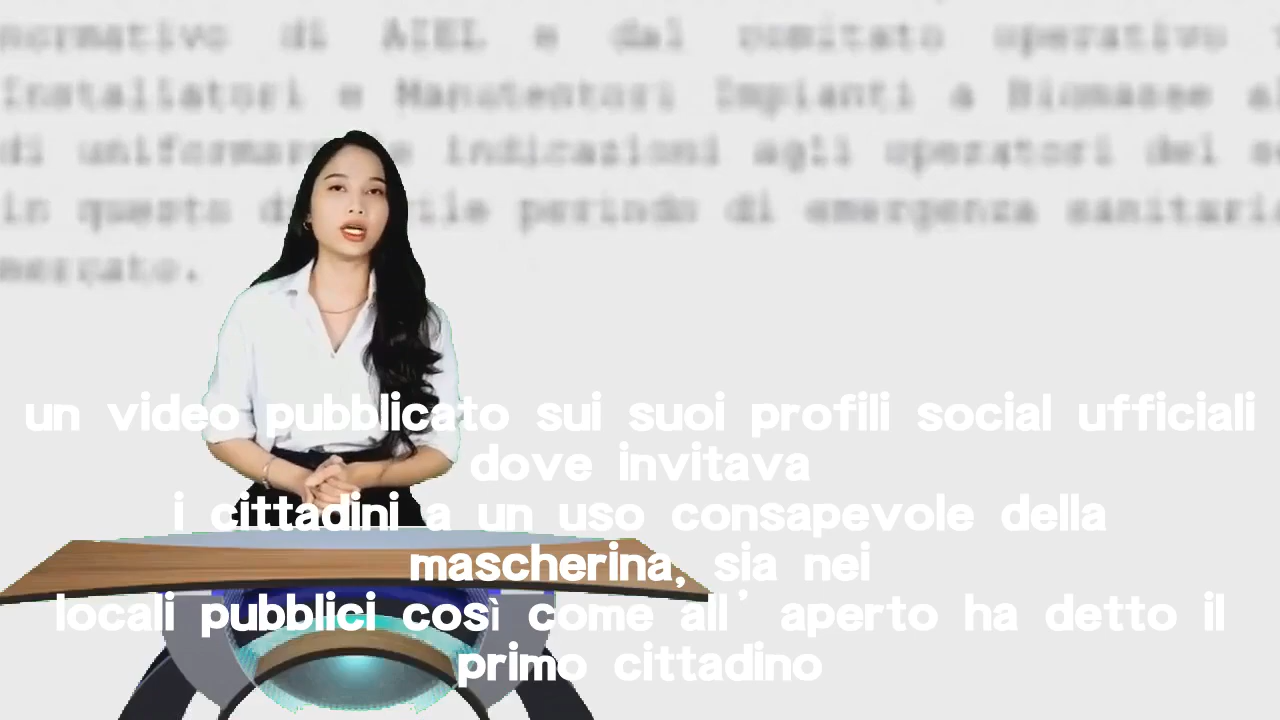 normativo di AIEL e dal comitato operativo
Installatori e Manutentori Impianti a Biomasse al
di uniformare indicazioni agli operatori del
in questo periodo di emergenza sanitaria
mercato.
un video pubblicato sui suoi profili social ufficiali
dove invitava
i cittadini a un uso consapevole della
mascherina, sia nei
locali pubblici così come all' aperto ha detto il
primo cittadino